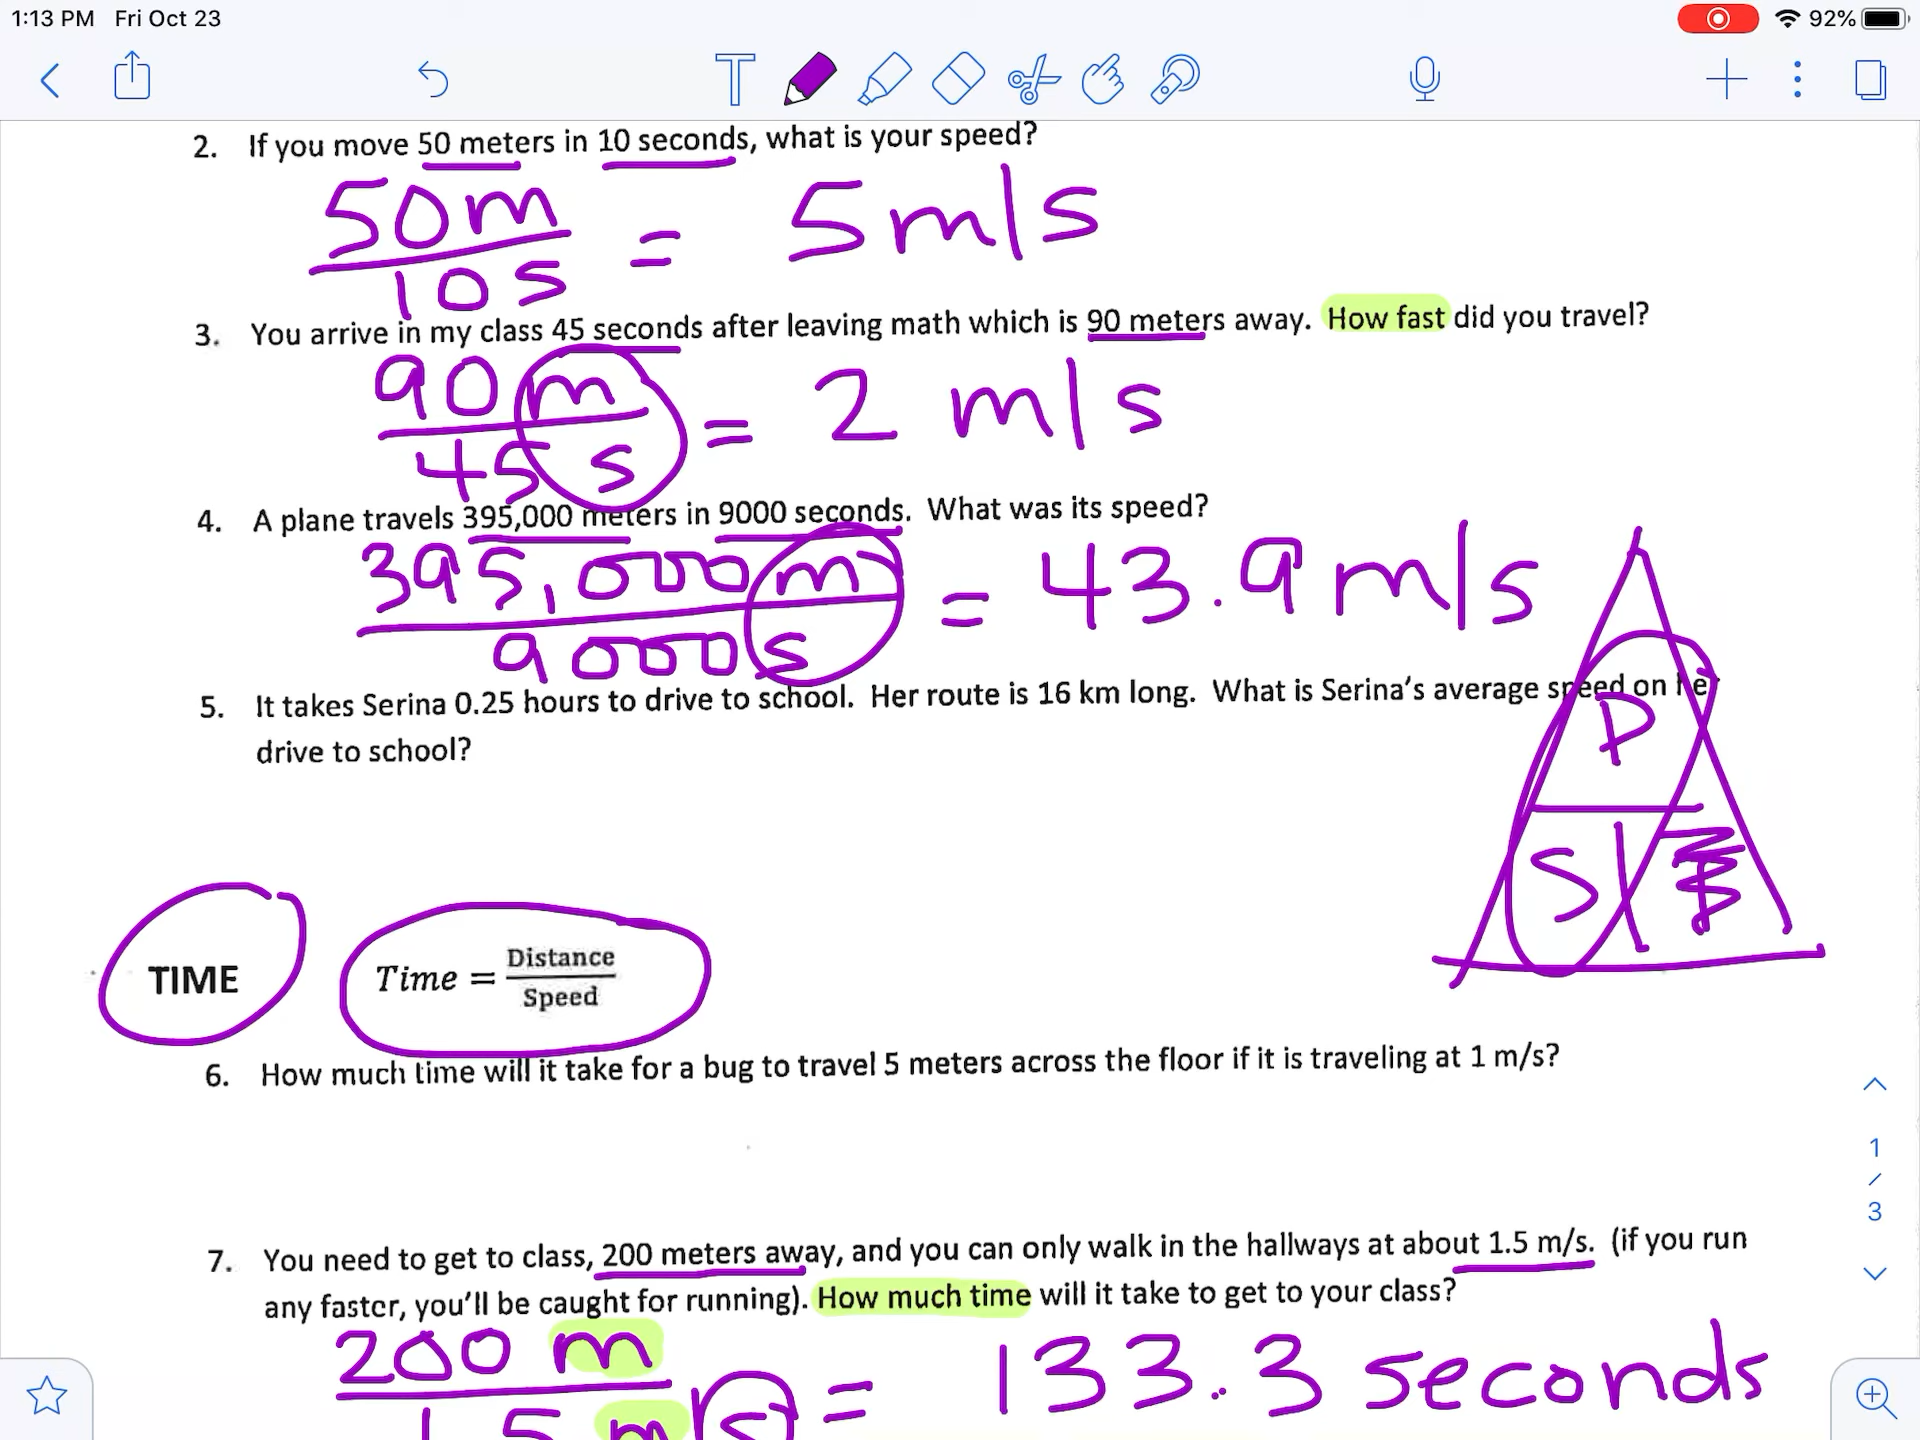 1:13 PM Fri Oct 23 92%
2. If you move 50 meters in 10 seconds, what is your speed?
50m = 5m/s
10s
3. You arrive in my class 45 seconds after leaving math which is 90 meters away. How fast did you travel?
90 m = 2 m/s
45 s
4. A plane travels 395,000 meters in 9000 seconds. What was its speed?
395,000m = 43.9m/s
9000s
5. It takes Serina 0.25 hours to drive to school. Her route is 16 km long. What is Serina's average speed on her
drive to school?
D
S
TIME
Time = Distance
Speed
6. How much time will it take for a bug to travel 5 meters across the floor if it is traveling at 1 m/s?
1
/
3
7. You need to get to class, 200 meters away, and you can only walk in the hallways at about 1.5 m/s. (if you run
any faster, you'll be caught for running). How much time will it take to get to your class?
200 m = 133.3 seconds
1.5 m/s